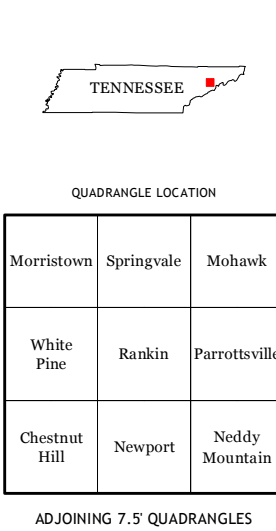 TENNESSEE
QUADRANGLE LOCATION
Morristown Springvale Mohawk
White
Pine
Rankin
Parrottsville
Chestnut
Hill
Newport
Neddy
Mountain
ADJOINING 7.5' QUADRANGLES